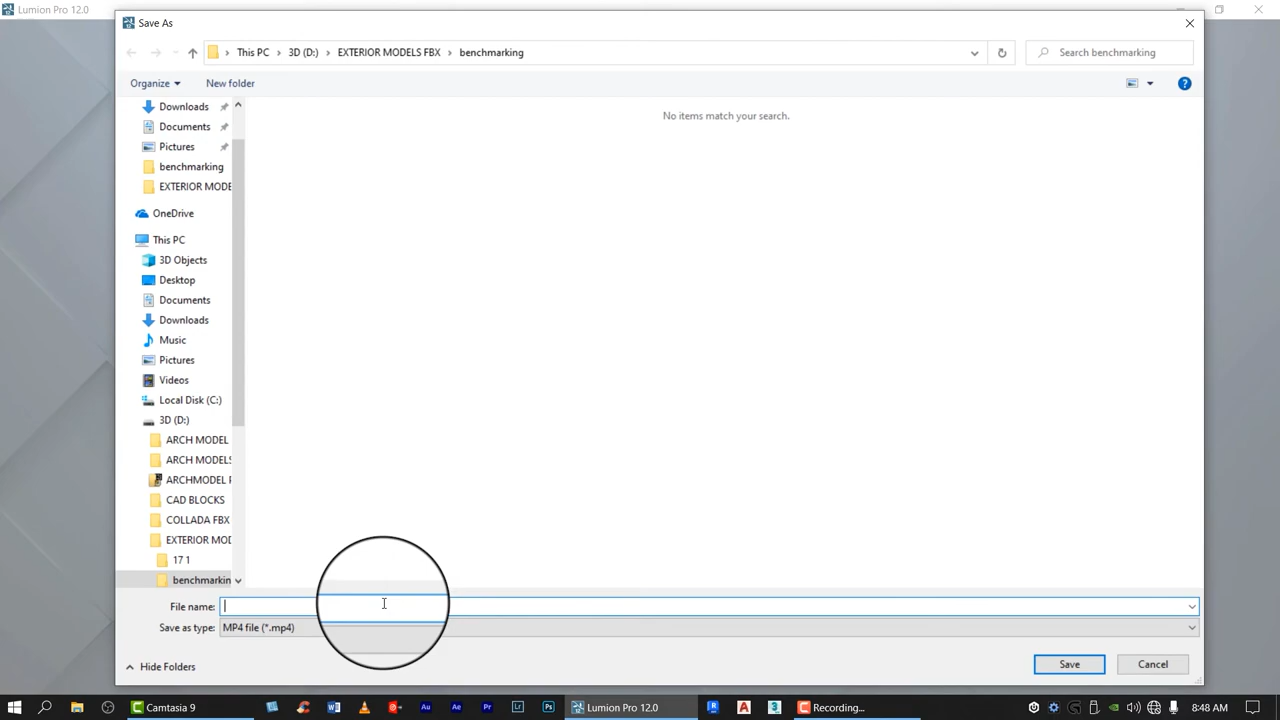 Lumion Pro 12.0
Save As
This PC > 3D (D:) > EXTERIOR MODELS FBX > benchmarking
Search benchmarking
Organize
New folder
No items match your search.
Downloads
Documents
Pictures
benchmarking
EXTERIOR MODE
OneDrive
This PC
3D Objects
Desktop
Documents
Downloads
Music
Pictures
Videos
Local Disk (C:)
3D (D:)
ARCH MODEL
ARCH MODELS
ARCHMODEL F
CAD BLOCKS
COLLADA FBX
EXTERIOR MOD
17 1
benchmarkin
File name:
Save as type: MP4 file (*.mp4)
Hide Folders
Save
Cancel
Camtasia 9
Lumion Pro 12.0
Recording...
8:48 AM